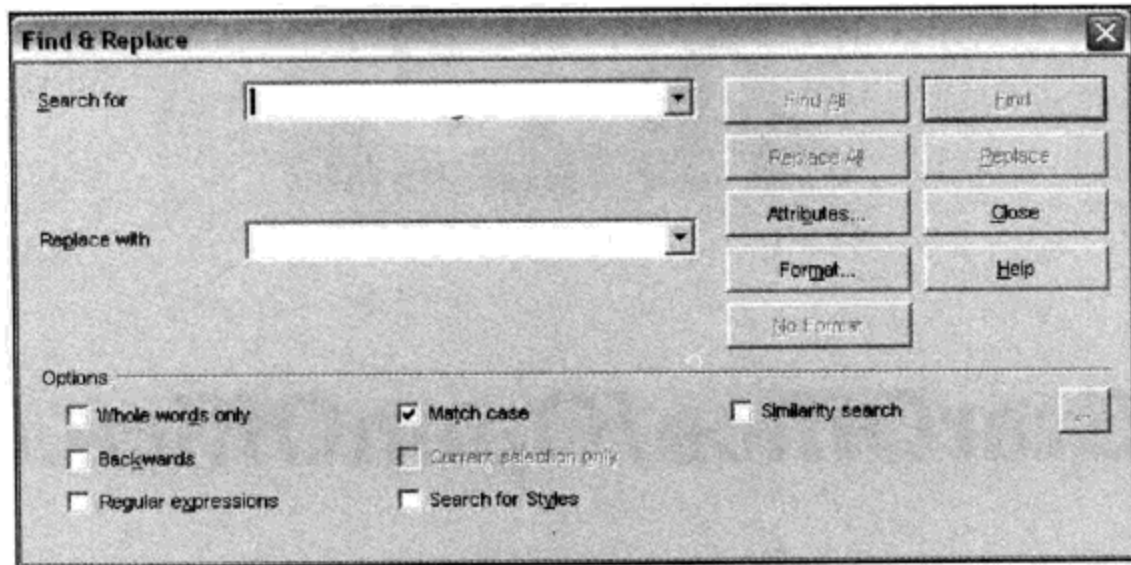 Find & Replace
Search for
Find All
Find
Replace All
Replace
Replace with
Attributes...
Close
Format...
Help
No Format
Options
Whole words only
Match case
Similarity search
...
Backwards
Current selection only
Regular expressions
Search for Styles